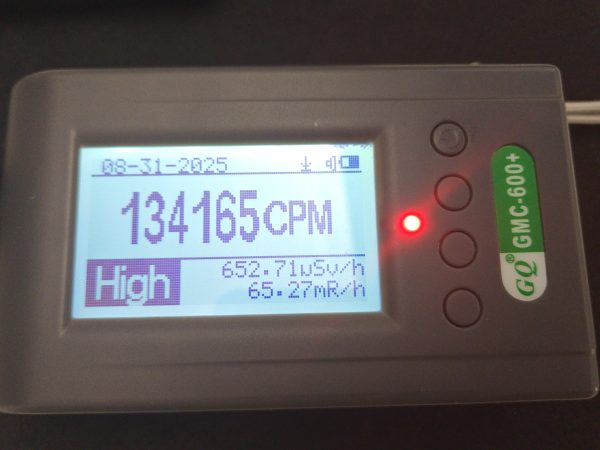 08-31-2025
134165CPM
High
652.71uSv/h
65.27mR/h
GQ® GMC-600+